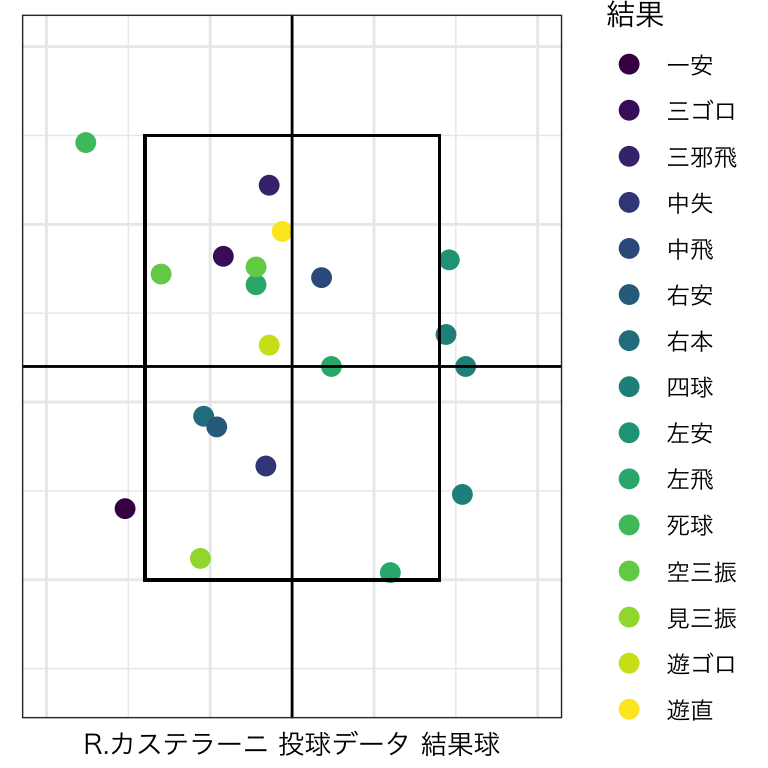 結果
一安
三ゴロ
三邪飛
中失
中飛
右安
右本
四球
左安
左飛
死球
空三振
見三振
遊ゴロ
遊直
R.カステラーニ 投球データ 結果球